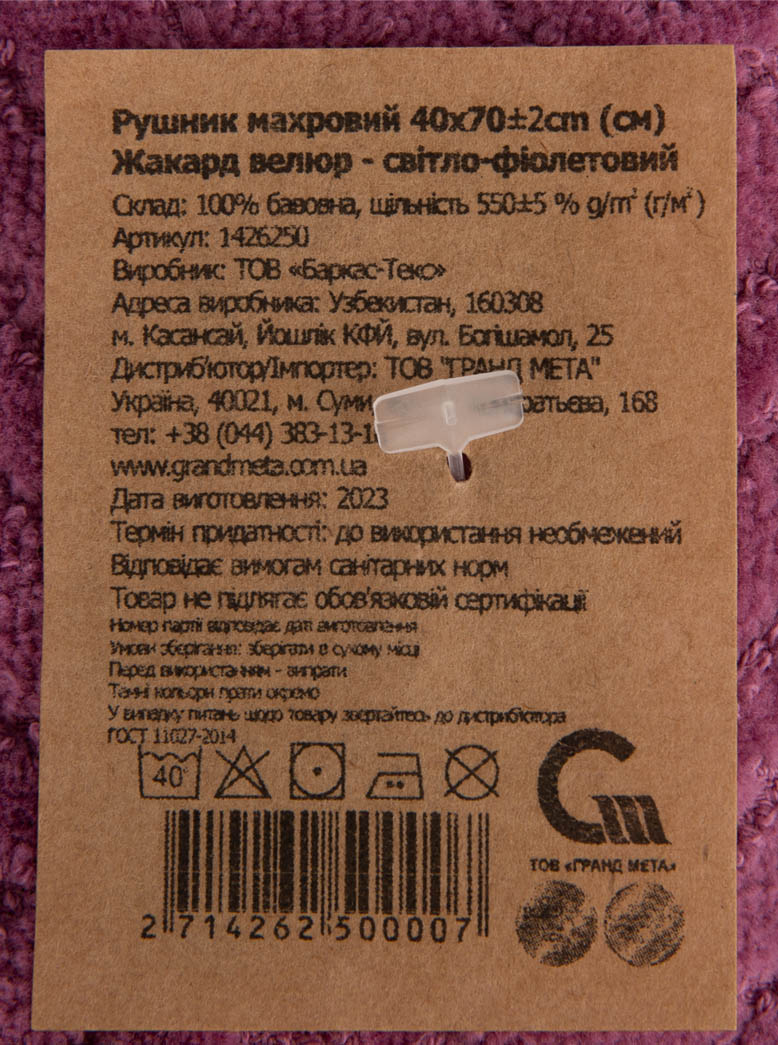 Рушник махровий 40х70±2cm (см)
Жакард велюр - світло-фіолетовий
Склад: 100% бавовна, щільність 550±5 % g/m² (г/м²)
Артикул: 1426250
Виробник: ТОВ «Баркас-Текс»
Адреса виробника: Узбекистан, 160308
м. Касансай, Йошлік КФЙ, вул. Богішамол, 25
Дистриб'ютор/Імпортер: ТОВ "ГРАНД МЕТА"
Україна, 40021, м. Суми 168
тел: +38 (044) 383-13-1
www.grandmeta.com.ua
Дата виготовлення: 2023
Термін придатності: до використання необмежений
Відповідає вимогам санітарних норм
Товар не підлягає обов'язковій сертифікації
Номер партії відповідає даті виготовлення
Умови зберігання: зберігати в сухому місці
Перед використанням - випрати
Темні кольори прати окремо
У випадку питань щодо товару звертайтесь до дистриб'ютора
ГОСТ 11027-2014
40°
ТОВ «ГРАНД МЕТА»
2 714262 500007